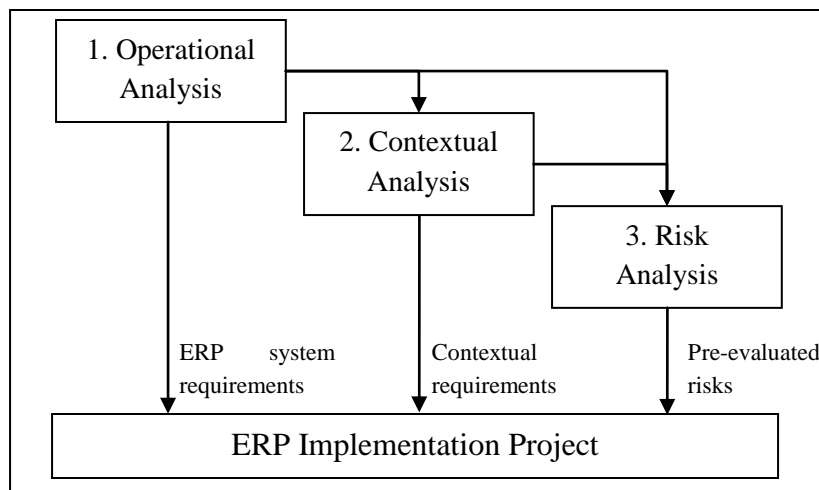 1. Operational
Analysis
2. Contextual
Analysis
3. Risk
Analysis
ERP system
requirements
Contextual
requirements
Pre-evaluated
risks
ERP Implementation Project